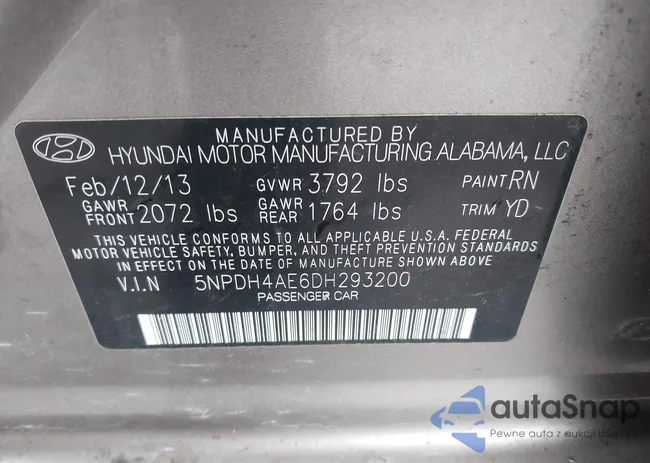 MANUFACTURED BY
HYUNDAI MOTOR MANUFACTURING ALABAMA, LLC
Feb/12/13 GVWR 3792 lbs PAINT RN
GAWR FRONT 2072 lbs GAWR REAR 1764 lbs TRIM YD
THIS VEHICLE CONFORMS TO ALL APPLICABLE U.S.A. FEDERAL
MOTOR VEHICLE SAFETY, BUMPER, AND THEFT PREVENTION STANDARDS
IN EFFECT ON THE DATE OF MANUFACTURE SHOWN ABOVE.
V.I.N 5NPDH4AE6DH293200
PASSENGER CAR
autoSnap
Pewne auta z aukcji USA